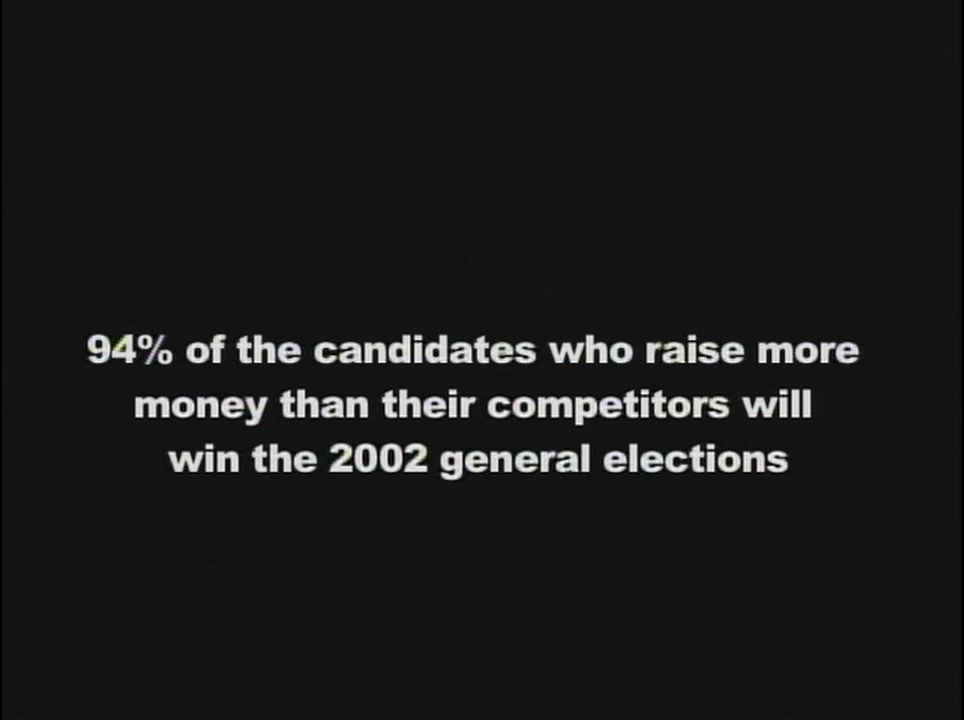 94% of the candidates who raise more
money than their competitors will
win the 2002 general elections